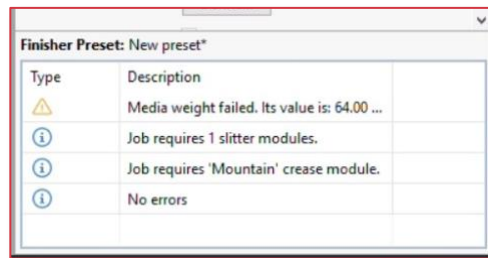 Finisher Preset: New preset*
Type Description
Media weight failed. Its value is: 64.00 ...
Job requires 1 slitter modules.
Job requires 'Mountain' crease module.
No errors